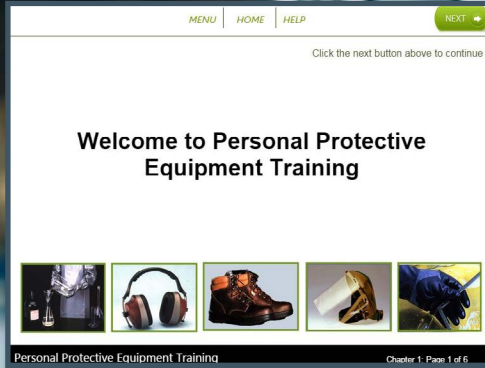 MENU HOME HELP NEXT
Click the next button above to continue
Welcome to Personal Protective
Equipment Training
Personal Protective Equipment Training Chapter 1: Page 1 of 6